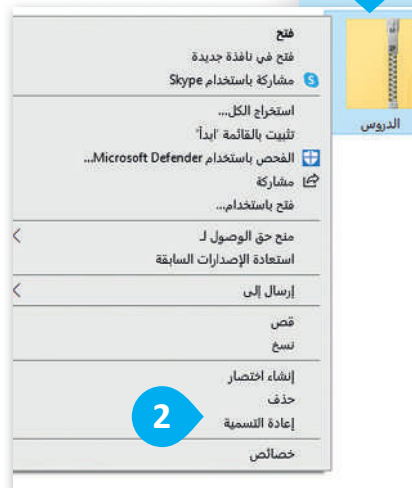 الدروس
فتح
فتح في نافذة جديدة
مشاركة باستخدام Skype
استخراج الكل...
تثبيت بالقائمة "ابدأ"
الفحص باستخدام Microsoft Defender...
مشاركة
فتح باستخدام...
منح حق الوصول لـ
استعادة الإصدارات السابقة
إرسال إلى
قص
نسخ
إنشاء اختصار
حذف
إعادة التسمية
2
خصائص